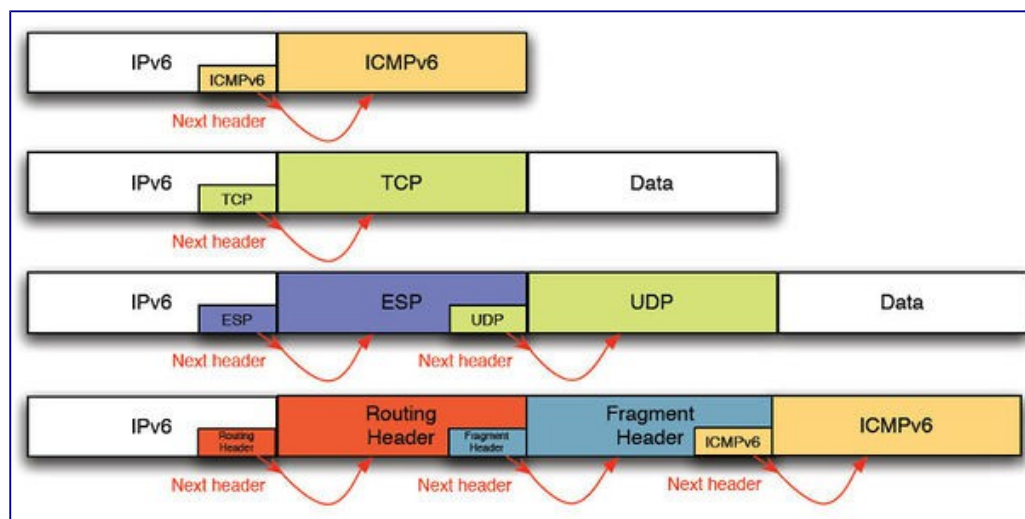 IPv6
ICMPv6
ICMPv6
Next header
IPv6
TCP
TCP
Data
Next header
IPv6
ESP
ESP
UDP
UDP
Data
Next header
Next header
IPv6
Routing
Header
Routing
Header
Fragment
Header
Fragment
Header
ICMPv6
ICMPv6
Next header
Next header
Next header